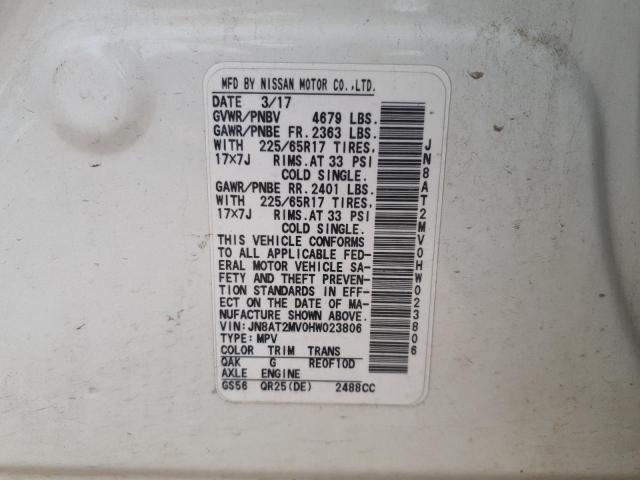 MFD BY NISSAN MOTOR CO.,LTD.
DATE 3/17
GVWR/PNBV 4679 LBS.
GAWR/PNBE FR. 2363 LBS.
WITH 225/65R17 TIRES,
17X7J RIMS.AT 33 PSI
COLD SINGLE.
GAWR/PNBE RR. 2401 LBS.
WITH 225/65R17 TIRES,
17X7J RIMS.AT 33 PSI
COLD SINGLE.
THIS VEHICLE CONFORMS
TO ALL APPLICABLE FED-
ERAL MOTOR VEHICLE SA-
FETY AND THEFT PREVEN-
TION STANDARDS IN EFF-
ECT ON THE DATE OF MA-
NUFACTURE SHOWN ABOVE.
VIN: JN8AT2MV0HW023806
TYPE: MPV
COLOR TRIM TRANS
QAK G RE0F10D
AXLE ENGINE
GS56 QR25(DE) 2488CC
JN8AT2MV0HW023806